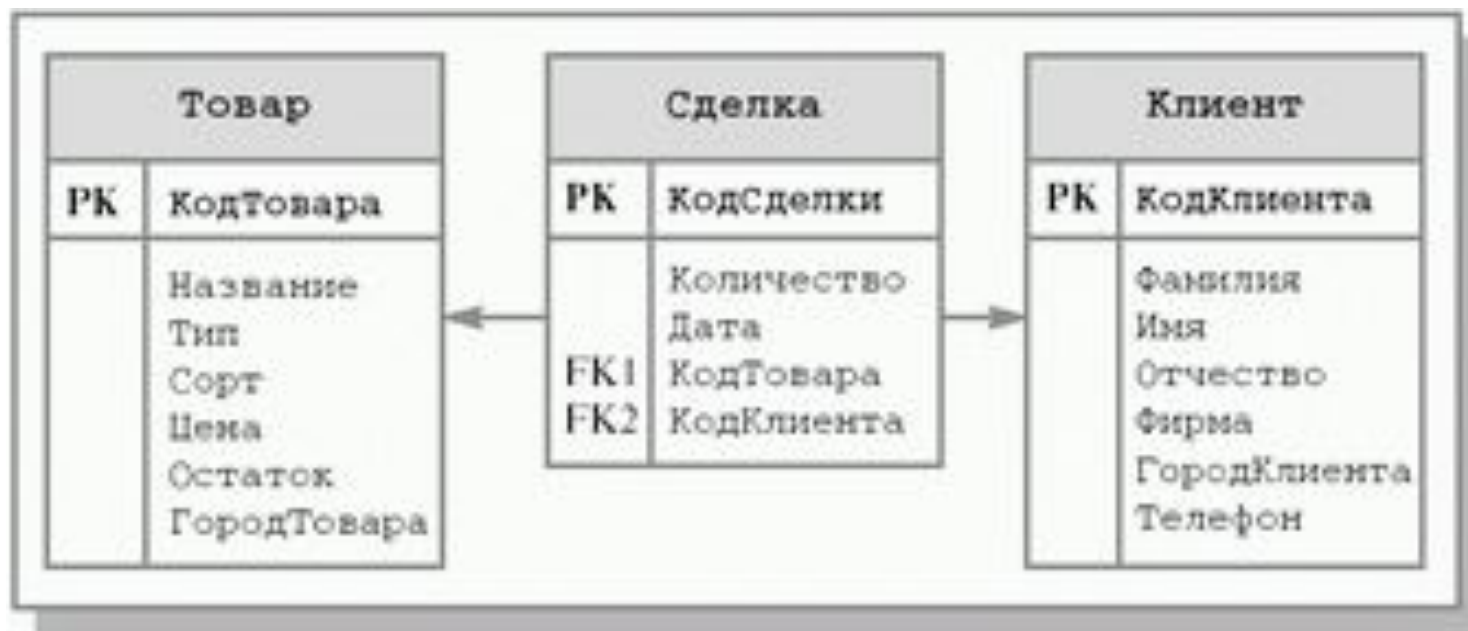 Товар
PK КодТовара
Название
Тип
Сорт
Цена
Остаток
ГородТовара
Сделка
PK КодСделки
Количество
Дата
FK1 КодТовара
FK2 КодКлиента
Клиент
PK КодКлиента
Фамилия
Имя
Отчество
Фирма
ГородКлиента
Телефон